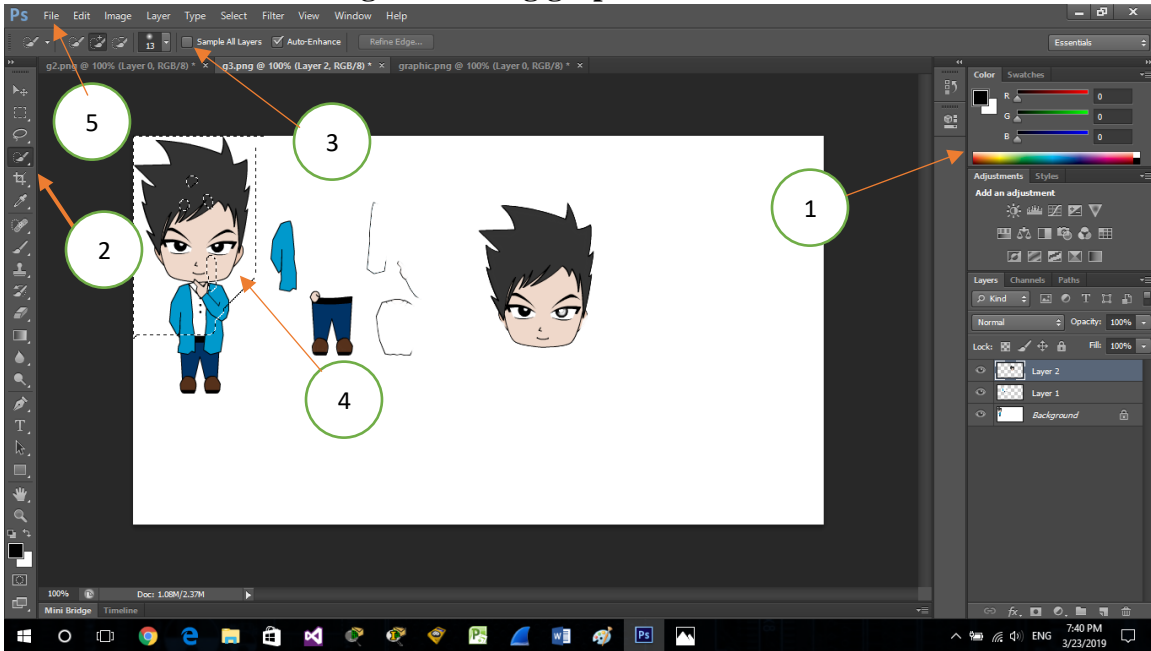 Ps File Edit Image Layer Type Select Filter View Window Help
13 Sample All Layers Auto-Enhance Refine Edge... Essentials
g2.png @ 100% (Layer 0, RGB/8) * × g3.png @ 100% (Layer 2, RGB/8) * × graphic.png @ 100% (Layer 0, RGB/8) * ×
Color Swatches
R 0
G 0
B 0
5
3
1
2
4
Adjustments Styles
Add an adjustment
Layers Channels Paths
Kind
Normal Opacity: 100%
Lock: Fill: 100%
Layer 2
Layer 1
Background
T
100% Doc: 1.08M/2.37M
Mini Bridge Timeline
fx
ENG 7:40 PM
3/23/2019